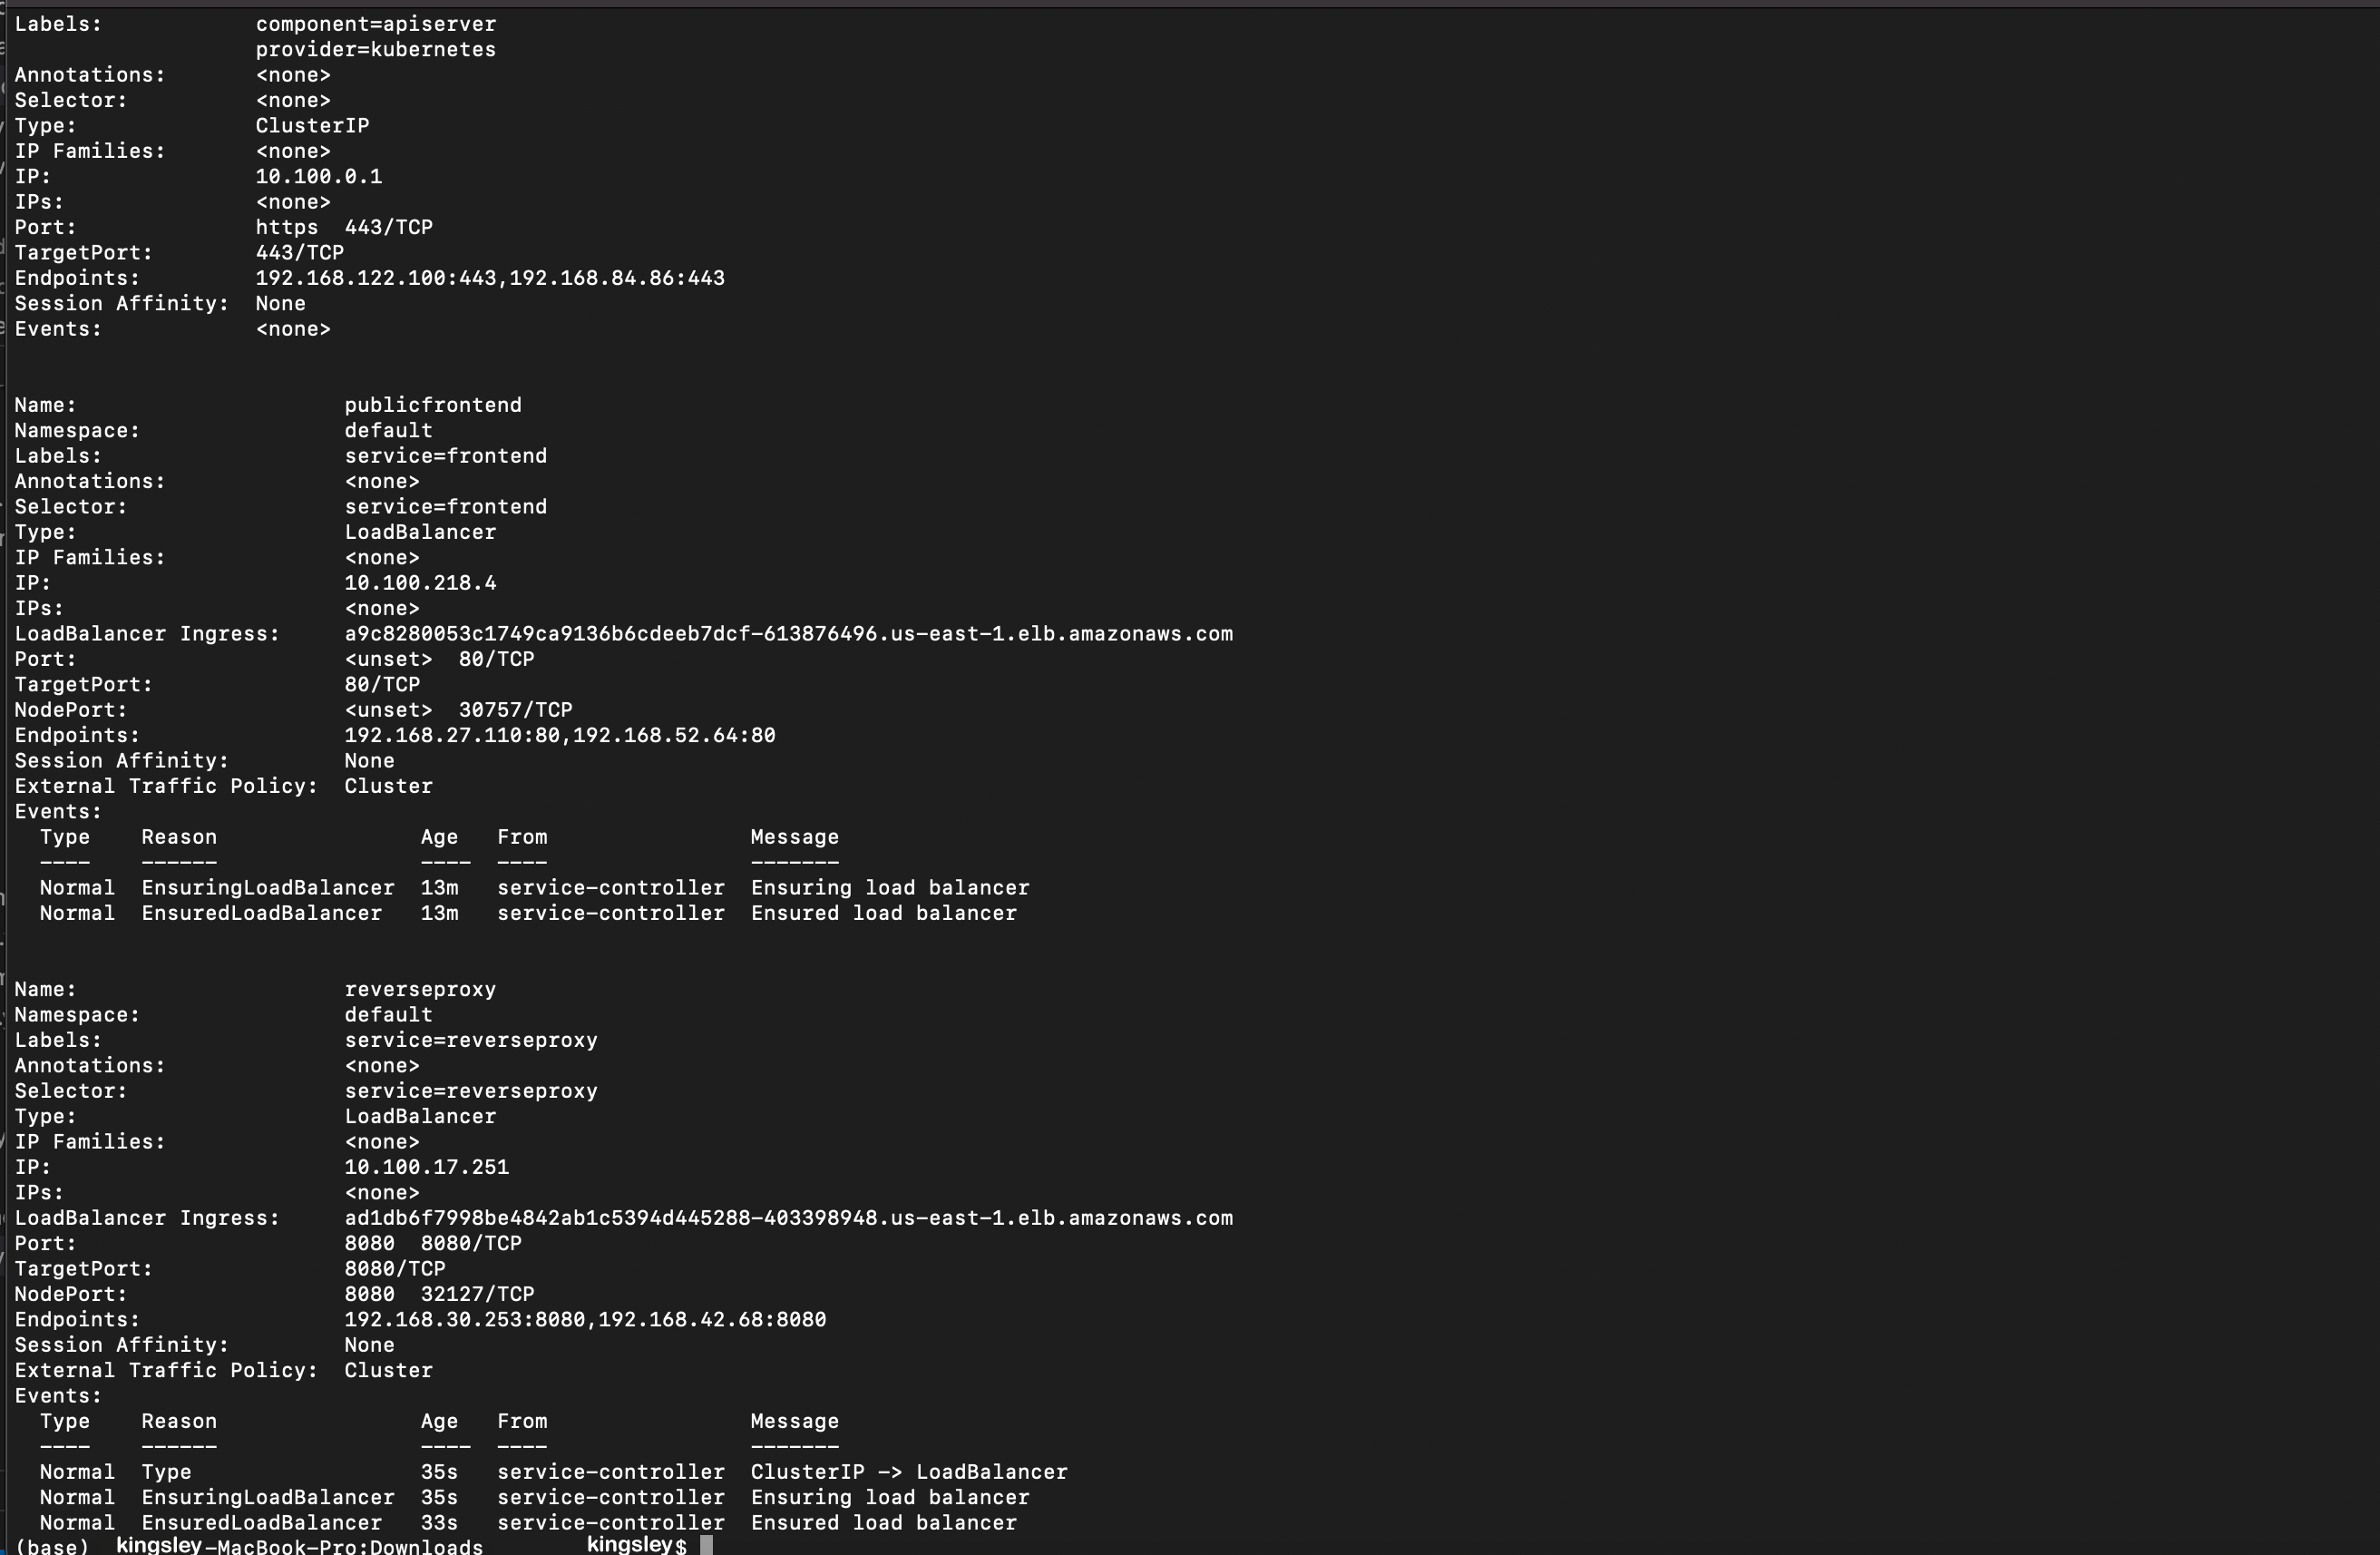 Labels:            component=apiserver
                   provider=kubernetes
Annotations:       <none>
Selector:          <none>
Type:              ClusterIP
IP Families:       <none>
IP:                10.100.0.1
IPs:               <none>
Port:              https  443/TCP
TargetPort:        443/TCP
Endpoints:         192.168.122.100:443,192.168.84.86:443
Session Affinity:  None
Events:            <none>
Name:                     publicfrontend
Namespace:                default
Labels:                   service=frontend
Annotations:              <none>
Selector:                 service=frontend
Type:                     LoadBalancer
IP Families:              <none>
IP:                       10.100.218.4
IPs:                      <none>
LoadBalancer Ingress:     a9c8280053c1749ca9136b6cdeeb7dcf-613876496.us-east-1.elb.amazonaws.com
Port:                     <unset>  80/TCP
TargetPort:               80/TCP
NodePort:                 <unset>  30757/TCP
Endpoints:                192.168.27.110:80,192.168.52.64:80
Session Affinity:         None
External Traffic Policy:  Cluster
Events:
  Type    Reason                Age   From                Message
  ----    ------                ----  ----                -------
  Normal  EnsuringLoadBalancer  13m   service-controller  Ensuring load balancer
  Normal  EnsuredLoadBalancer   13m   service-controller  Ensured load balancer
Name:                     reverseproxy
Namespace:                default
Labels:                   service=reverseproxy
Annotations:              <none>
Selector:                 service=reverseproxy
Type:                     LoadBalancer
IP Families:              <none>
IP:                       10.100.17.251
IPs:                      <none>
LoadBalancer Ingress:     ad1db6f7998be4842ab1c5394d445288-403398948.us-east-1.elb.amazonaws.com
Port:                     8080  8080/TCP
TargetPort:               8080/TCP
NodePort:                 8080  32127/TCP
Endpoints:                192.168.30.253:8080,192.168.42.68:8080
Session Affinity:         None
External Traffic Policy:  Cluster
Events:
  Type    Reason                Age   From                Message
  ----    ------                ----  ----                -------
  Normal  Type                  35s   service-controller  ClusterIP -> LoadBalancer
  Normal  EnsuringLoadBalancer  35s   service-controller  Ensuring load balancer
  Normal  EnsuredLoadBalancer   33s   service-controller  Ensured load balancer
(base) kingsley-MacBook-Pro:Downloads kingsley$